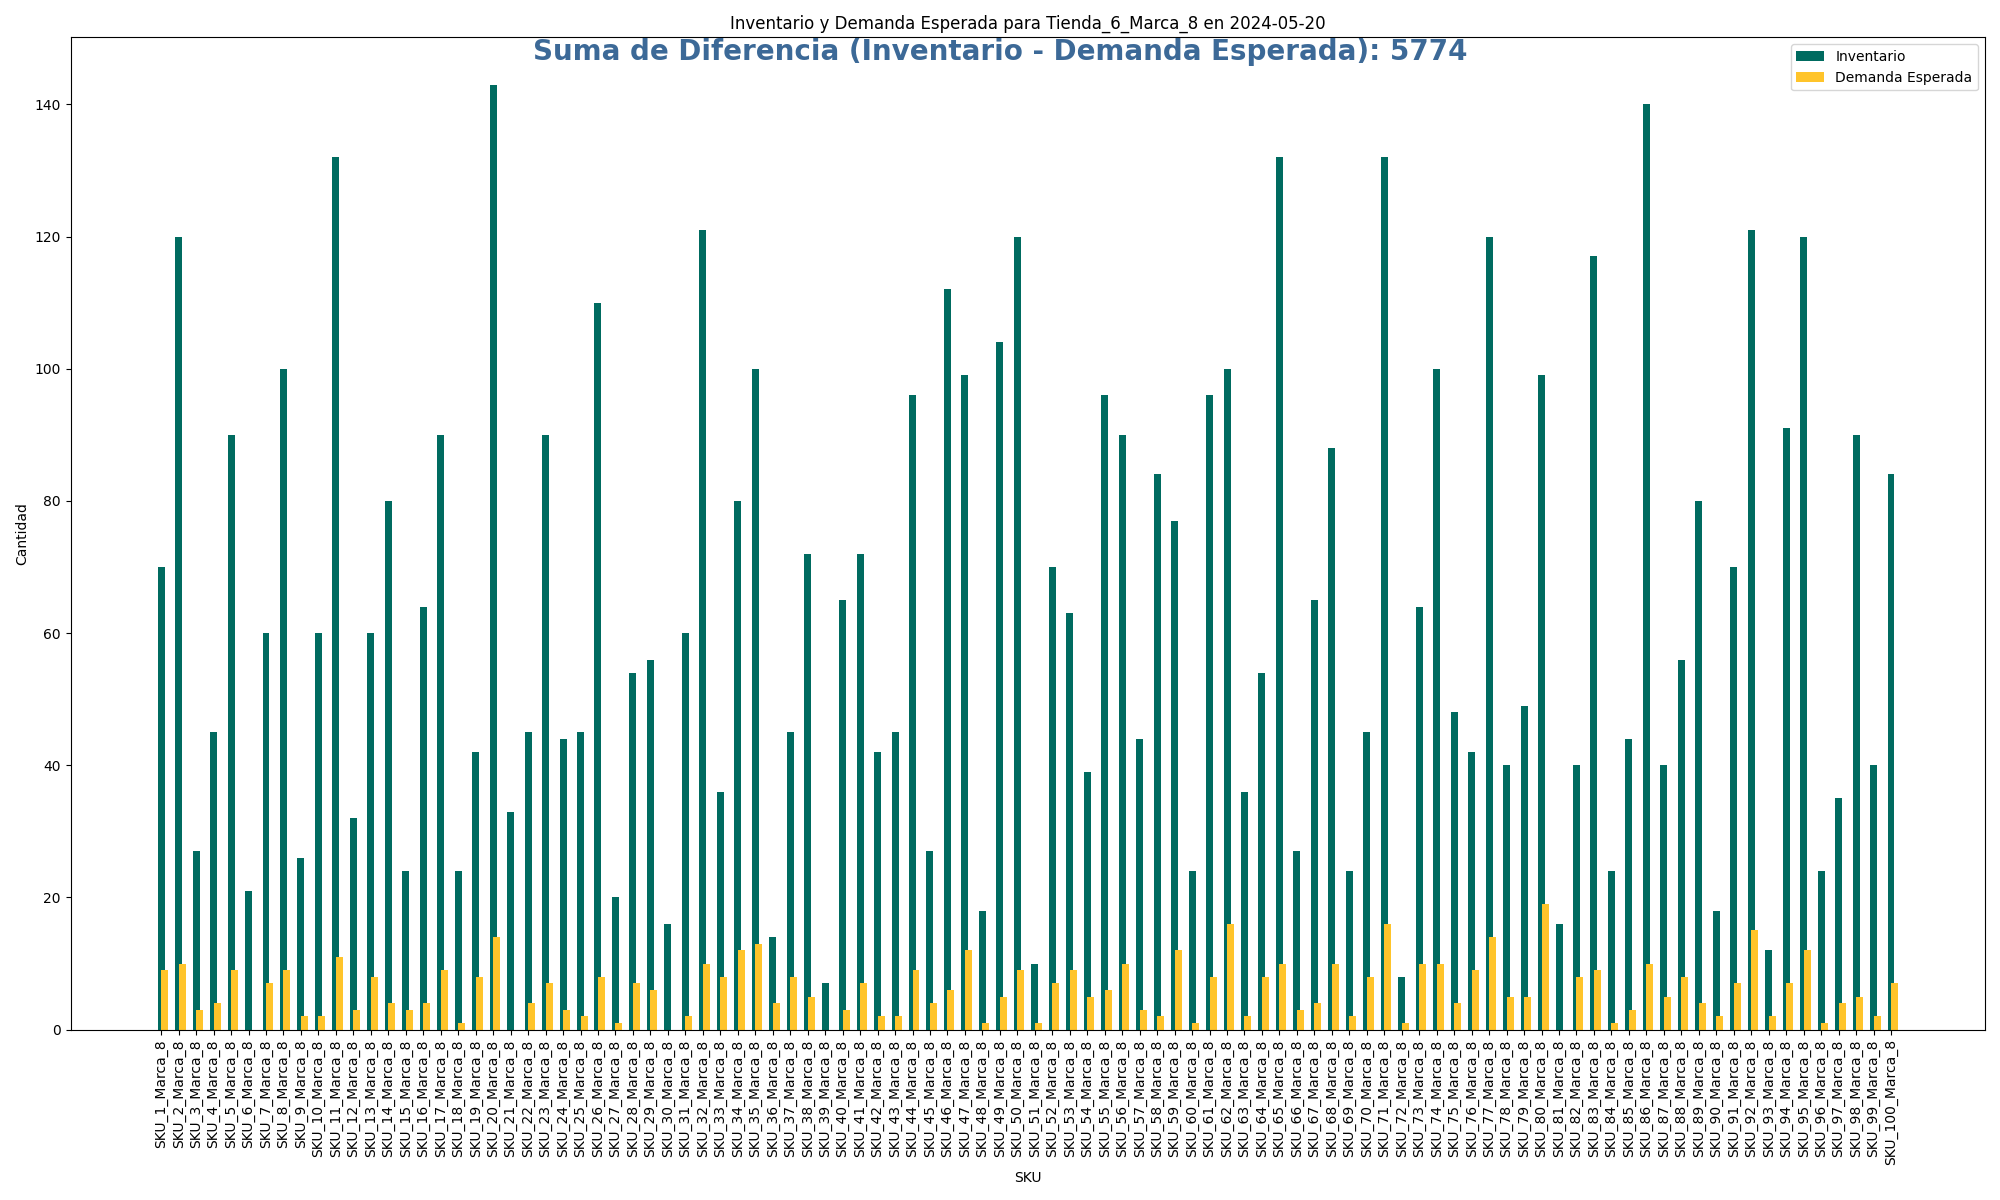 Inventario y Demanda Esperada para Tienda_6_Marca_8 en 2024-05-20
Suma de Diferencia (Inventario - Demanda Esperada): 5774
Inventario
Demanda Esperada
Cantidad
140
120
100
80
60
40
20
0
SKU_1_Marca_8
SKU_2_Marca_8
SKU_3_Marca_8
SKU_4_Marca_8
SKU_5_Marca_8
SKU_6_Marca_8
SKU_7_Marca_8
SKU_8_Marca_8
SKU_9_Marca_8
SKU_10_Marca_8
SKU_11_Marca_8
SKU_12_Marca_8
SKU_13_Marca_8
SKU_14_Marca_8
SKU_15_Marca_8
SKU_16_Marca_8
SKU_17_Marca_8
SKU_18_Marca_8
SKU_19_Marca_8
SKU_20_Marca_8
SKU_21_Marca_8
SKU_22_Marca_8
SKU_23_Marca_8
SKU_24_Marca_8
SKU_25_Marca_8
SKU_26_Marca_8
SKU_27_Marca_8
SKU_28_Marca_8
SKU_29_Marca_8
SKU_30_Marca_8
SKU_31_Marca_8
SKU_32_Marca_8
SKU_33_Marca_8
SKU_34_Marca_8
SKU_35_Marca_8
SKU_36_Marca_8
SKU_37_Marca_8
SKU_38_Marca_8
SKU_39_Marca_8
SKU_40_Marca_8
SKU_41_Marca_8
SKU_42_Marca_8
SKU_43_Marca_8
SKU_44_Marca_8
SKU_45_Marca_8
SKU_46_Marca_8
SKU_47_Marca_8
SKU_48_Marca_8
SKU_49_Marca_8
SKU_50_Marca_8
SKU_51_Marca_8
SKU_52_Marca_8
SKU_53_Marca_8
SKU_54_Marca_8
SKU_55_Marca_8
SKU_56_Marca_8
SKU_57_Marca_8
SKU_58_Marca_8
SKU_59_Marca_8
SKU_60_Marca_8
SKU_61_Marca_8
SKU_62_Marca_8
SKU_63_Marca_8
SKU_64_Marca_8
SKU_65_Marca_8
SKU_66_Marca_8
SKU_67_Marca_8
SKU_68_Marca_8
SKU_69_Marca_8
SKU_70_Marca_8
SKU_71_Marca_8
SKU_72_Marca_8
SKU_73_Marca_8
SKU_74_Marca_8
SKU_75_Marca_8
SKU_76_Marca_8
SKU_77_Marca_8
SKU_78_Marca_8
SKU_79_Marca_8
SKU_80_Marca_8
SKU_81_Marca_8
SKU_82_Marca_8
SKU_83_Marca_8
SKU_84_Marca_8
SKU_85_Marca_8
SKU_86_Marca_8
SKU_87_Marca_8
SKU_88_Marca_8
SKU_89_Marca_8
SKU_90_Marca_8
SKU_91_Marca_8
SKU_92_Marca_8
SKU_93_Marca_8
SKU_94_Marca_8
SKU_95_Marca_8
SKU_96_Marca_8
SKU_97_Marca_8
SKU_98_Marca_8
SKU_99_Marca_8
SKU_100_Marca_8
SKU